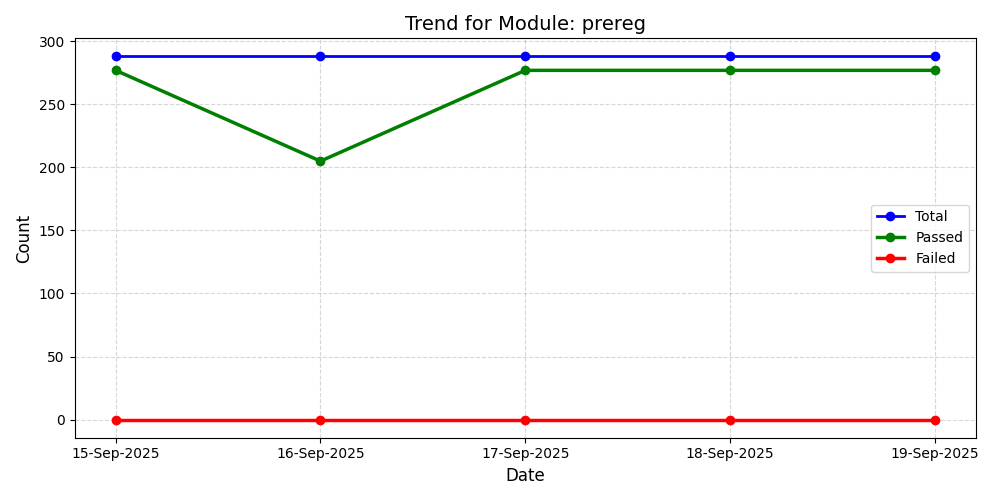 Trend for Module: prereg
300
250
200
150
100
50
0
Count
Total
Passed
Failed
15-Sep-2025
16-Sep-2025
17-Sep-2025
18-Sep-2025
19-Sep-2025
Date